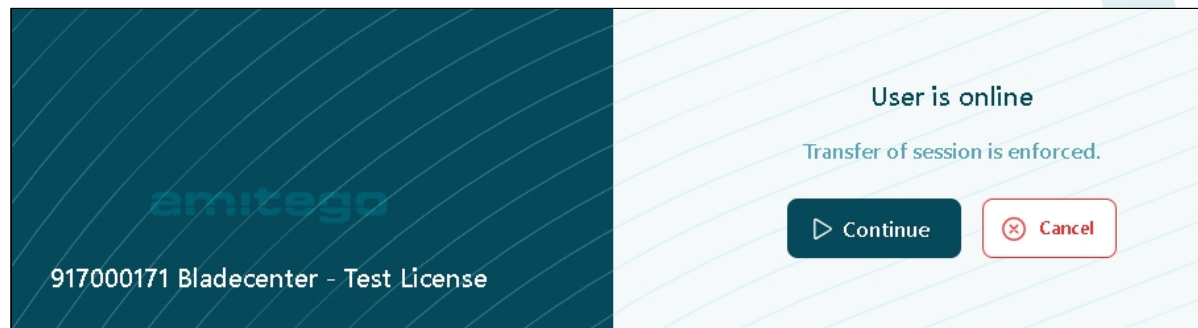 amitego
917000171 Bladecenter - Test License
User is online
Transfer of session is enforced.
Continue
Cancel